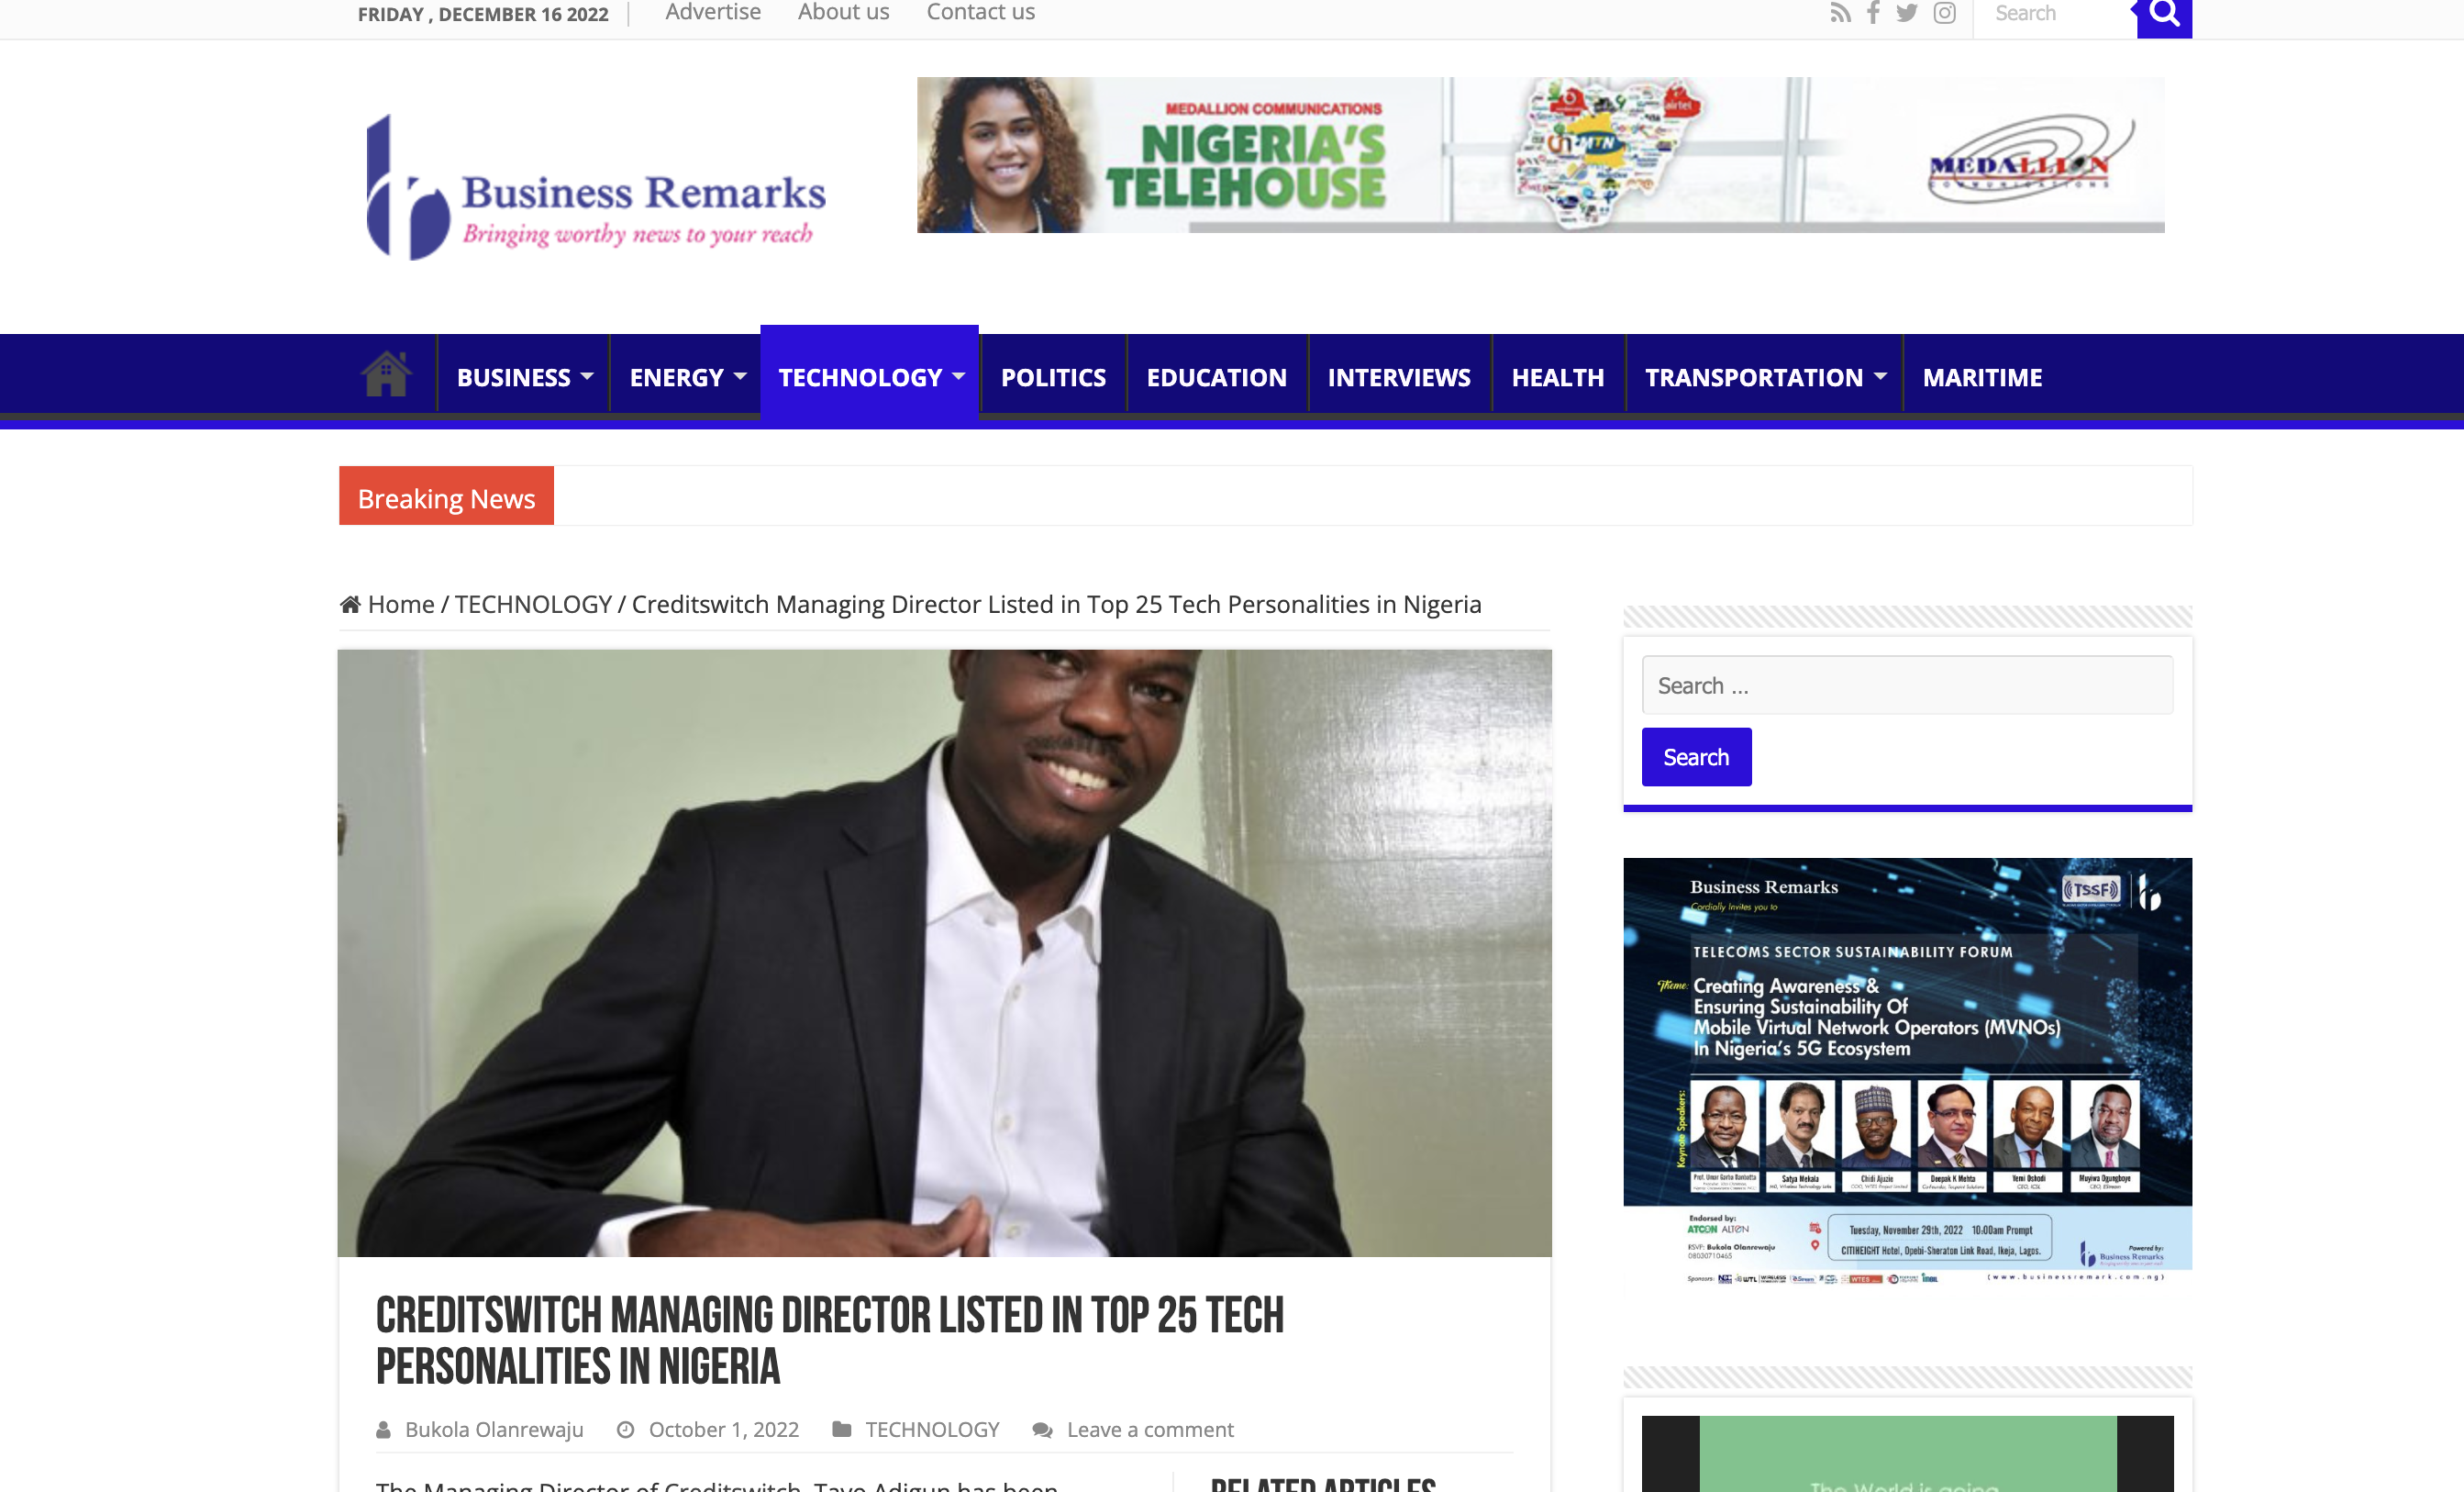 FRIDAY , DECEMBER 16 2022
Advertise
About us
Contact us
Search
Business Remarks
Bringing worthy news to your reach
MEDALLION COMMUNICATIONS
NIGERIA'S
TELEHOUSE
airtel
MTN
MEDALLION
COMMUNICATIONS
BUSINESS
ENERGY
TECHNOLOGY
POLITICS
EDUCATION
INTERVIEWS
HEALTH
TRANSPORTATION
MARITIME
Breaking News
Home / TECHNOLOGY / Creditswitch Managing Director Listed in Top 25 Tech Personalities in Nigeria
Search ...
Search
Business Remarks
Cordially Invites you to
TSSF
TELECOMS SECTOR SUSTAINABILITY FORUM
Theme:
Creating Awareness &
Ensuring Sustainability Of
Mobile Virtual Network Operators (MVNOs)
In Nigeria's 5G Ecosystem
Keynote Speakers:
Prof. Umar Garba Danbatta
Satya Mekala
Chidi Ajuzie
Deepak K Mehta
Yemi Oshodi
Muyiwa Ogungboye
Endorsed by:
ATCON ALTON
RSVP: Bukola Olanrewaju
08030710465
Tuesday, November 29th, 2022 10:00am Prompt
CITIHEIGHT Hotel, Opebi-Sheraton Link Road, Ikeja, Lagos.
Powered by:
Business Remarks
Sponsors:
(www.businessremark.com.ng)
CREDITSWITCH MANAGING DIRECTOR LISTED IN TOP 25 TECH
PERSONALITIES IN NIGERIA
Bukola Olanrewaju
October 1, 2022
TECHNOLOGY
Leave a comment
The Managing Director of Creditswitch, Tayo Adigun has been
RELATED ARTICLES
The World is going